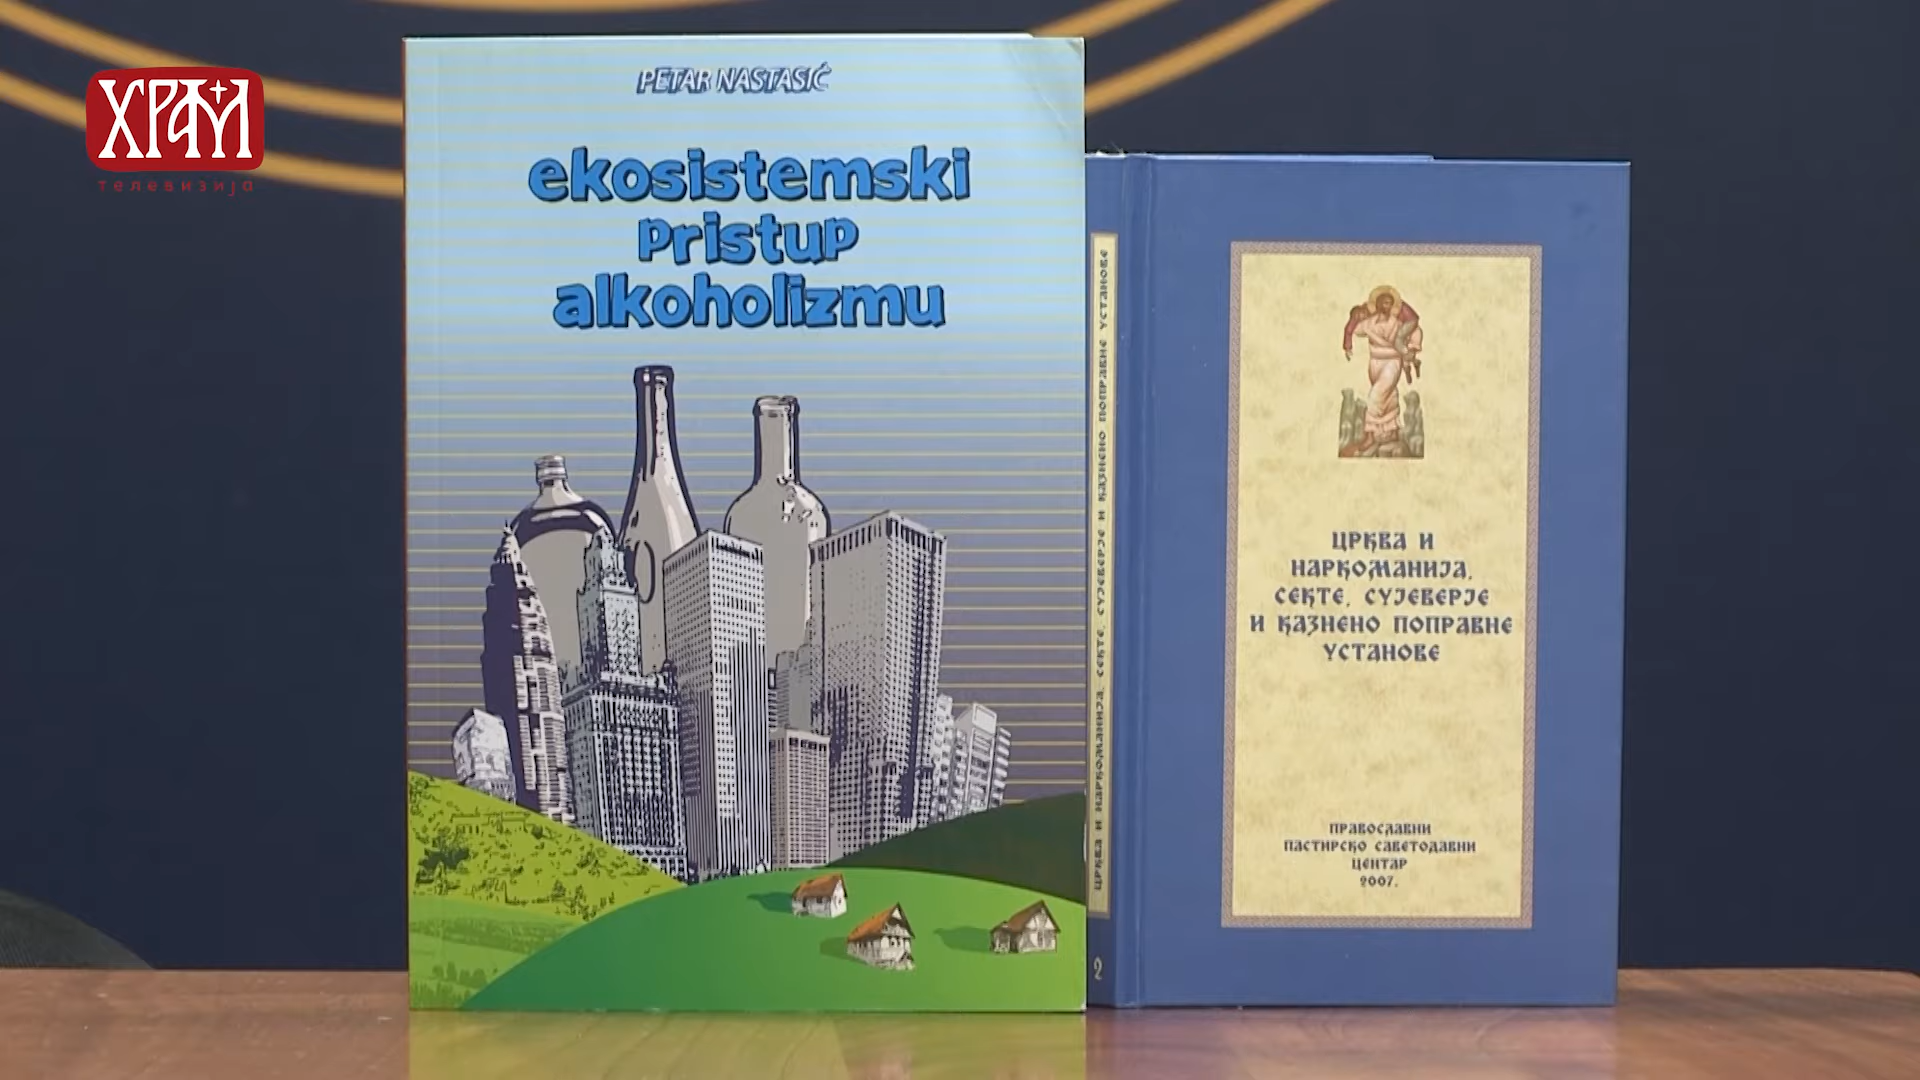 ХРАМ
телевизија
PETAR NASTASIĆ
ekosistemski
pristup
alkoholizmu
ЦРКВА И НАРКОМАНИЈА, СЕКТЕ, СУЈЕВЕРЈЕ И КАЗНЕНО ПОПРАВНЕ УСТАНОВЕ
2
ЦРКВА И
НАРКОМАНИЈА,
СЕКТЕ, СУЈЕВЕРЈЕ
И КАЗНЕНО ПОПРАВНЕ
УСТАНОВЕ
ПРАВОСЛАВНИ
ПАСТИРСКО САВЕТОДАВНИ
ЦЕНТАР
2007.